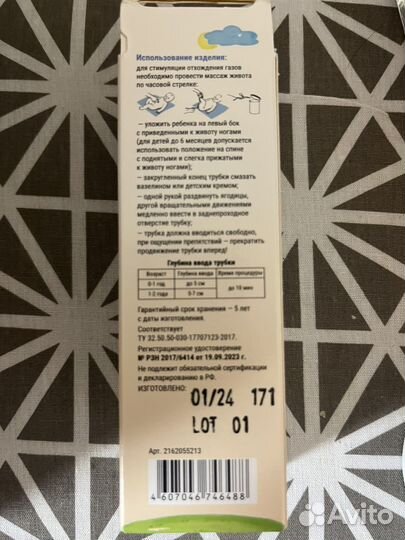 Использование изделия:
для стимуляции отхождения газов
необходимо провести массаж живота
по часовой стрелке:
— уложить ребенка на левый бок
с приведенными к животу ногами
(для детей до 6 месяцев допускается
использовать положение на спине
с поднятыми и слегка прижатыми
к животу ногами);
— закругленный конец трубки смазать
вазелином или детским кремом;
— одной рукой раздвинуть ягодицы,
другой вращательными движениями
медленно ввести в заднепроходное
отверстие трубку;
— трубка должна вводиться свободно,
при ощущении препятствий – прекратить
продвижение трубки вперед!
Глубина ввода трубки
Возраст Глубина ввода Время процедуры
0-1 год до 5 см до 10 мин
1-2 года 5-7 см
Гарантийный срок хранения — 5 лет
с даты изготовления.
Соответствует
ТУ 32.50.50-030-17707123-2017.
Регистрационное удостоверение
№ РЗН 2017/6414 от 19.09.2023 г.
Не подлежит обязательной сертификации
и декларированию в РФ.
ИЗГОТОВЛЕНО:
01/24 171
LOT 01
Арт. 2162055213
4 607046 746488
Avito